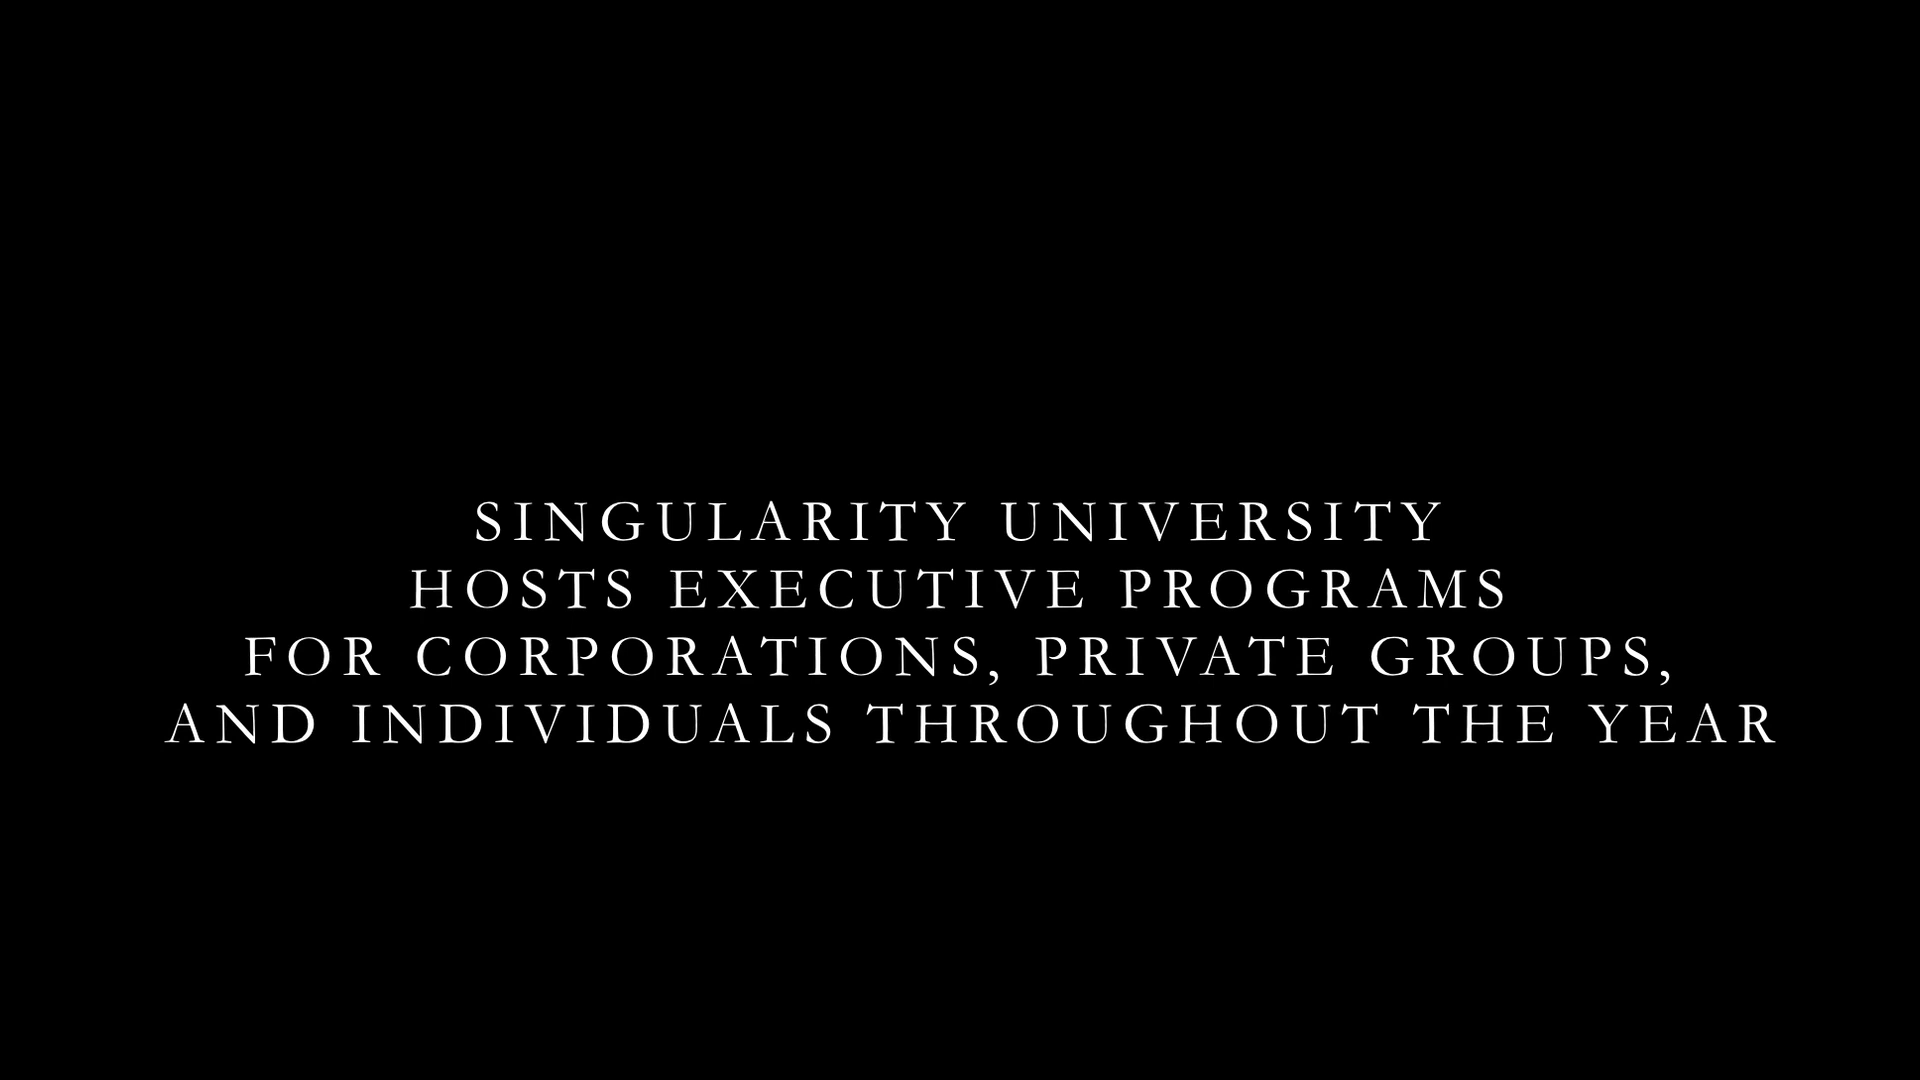 SINGULARITY UNIVERSITY
HOSTS EXECUTIVE PROGRAMS
FOR CORPORATIONS, PRIVATE GROUPS,
AND INDIVIDUALS THROUGHOUT THE YEAR